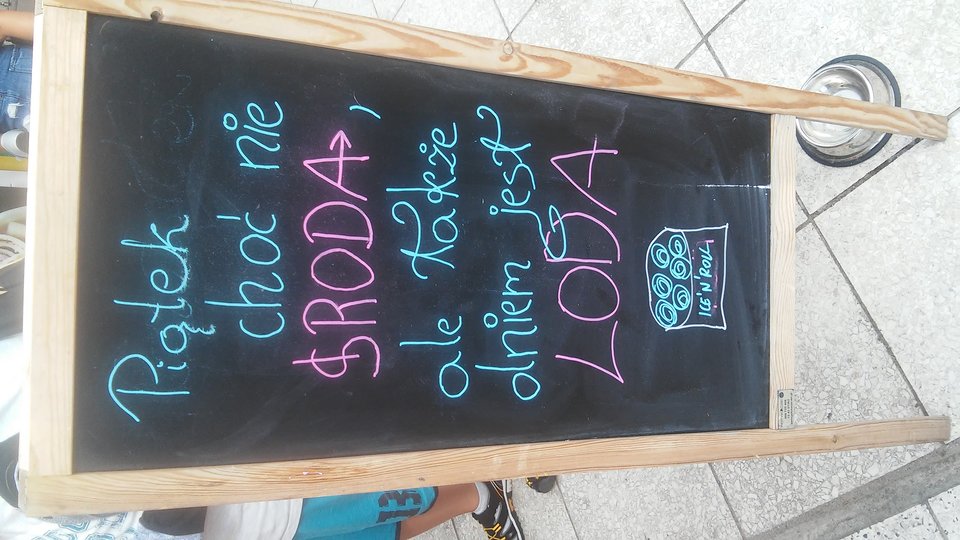 Piątek
choć nie
ŚRODA,
ale także
dniem jest
LODA
ICE'N'ROLL